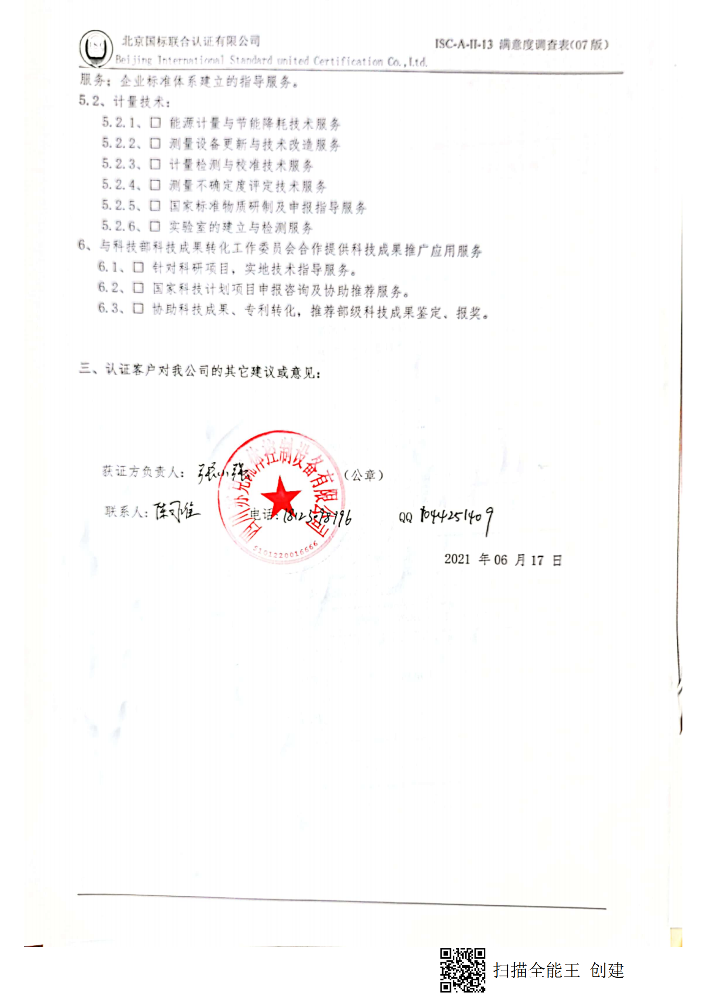 北京国标联合认证有限公司
ISC-A-II-13 满意度调查表(07版)
Beijing International Standard united Certification Co.,Ltd.
服务；企业标准体系建立的指导服务。
5.2、计量技术：
5.2.1、□ 能源计量与节能降耗技术服务
5.2.2、□ 测量设备更新与技术改造服务
5.2.3、□ 计量检测与校准技术服务
5.2.4、□ 测量不确定度评定技术服务
5.2.5、□ 国家标准物质研制及申报指导服务
5.2.6、□ 实验室的建立与检测服务
6、与科技部科技成果转化工作委员会合作提供科技成果推广应用服务
6.1、□ 针对科研项目，实地技术指导服务。
6.2、□ 国家科技计划项目申报咨询及协助推荐服务。
6.3、□ 协助科技成果、专利转化，推荐部级科技成果鉴定、报奖。
三、认证客户对我公司的其它建议或意见：
获证方负责人： 张小强 （公章）
体控制设备有限公司
联系人： 电话： QQ 1044251409
5101220016666
2021 年 06 月 17 日
扫描全能王 创建